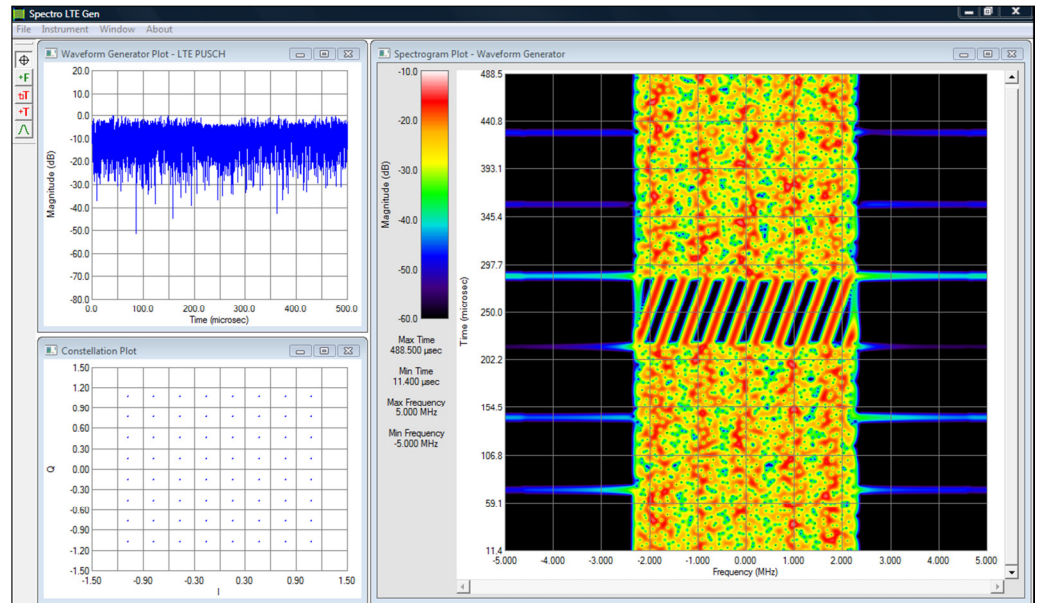 Spectro LTE Gen
File Instrument Window About
+F
+T
Waveform Generator Plot - LTE PUSCH
20.0
10.0
0.0
-10.0
-20.0
-30.0
-40.0
-50.0
-60.0
-70.0
-80.0
Magnitude (dB)
0.0 100.0 200.0 300.0 400.0 500.0
Time (microsec)
Constellation Plot
1.50
1.20
0.90
0.60
0.30
0.00
-0.30
-0.60
-0.90
-1.20
-1.50
Q
-1.50 -0.90 -0.30 0.30 0.90 1.50
I
Spectrogram Plot - Waveform Generator
-10.0
-20.0
-30.0
-40.0
-50.0
-60.0
Magnitude (dB)
Max Time
488.500 µsec
Min Time
11.400 µsec
Max Frequency
5.000 MHz
Min Frequency
-5.000 MHz
488.5
440.8
393.1
345.4
297.7
250.0
202.2
154.5
106.8
59.1
11.4
Time (microsec)
-5.000 -4.000 -3.000 -2.000 -1.000 0.000 1.000 2.000 3.000 4.000 5.000
Frequency (MHz)